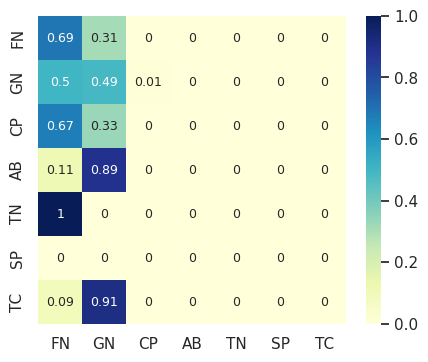 FN 0.69 0.31 0 0 0 0 0
GN 0.5 0.49 0.01 0 0 0 0
CP 0.67 0.33 0 0 0 0 0
AB 0.11 0.89 0 0 0 0 0
TN 1 0 0 0 0 0 0
SP 0 0 0 0 0 0 0
TC 0.09 0.91 0 0 0 0 0
FN GN CP AB TN SP TC
1.0
0.8
0.6
0.4
0.2
0.0